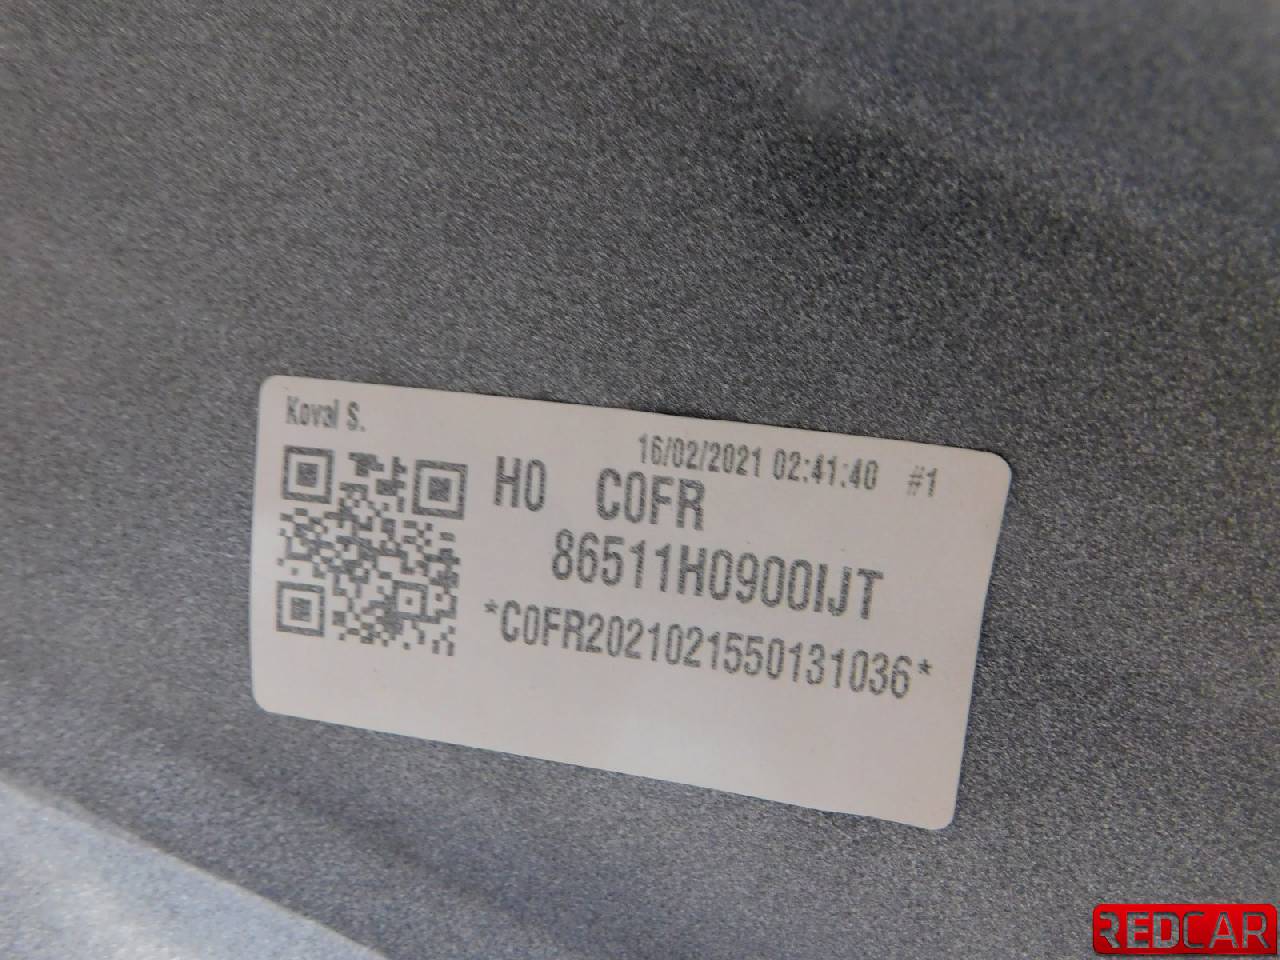 Koval S.
16/02/2021 02:41:40 #1
H0 C0FR
86511H0900IJT
*C0FR2021021550131036*
REDCAR